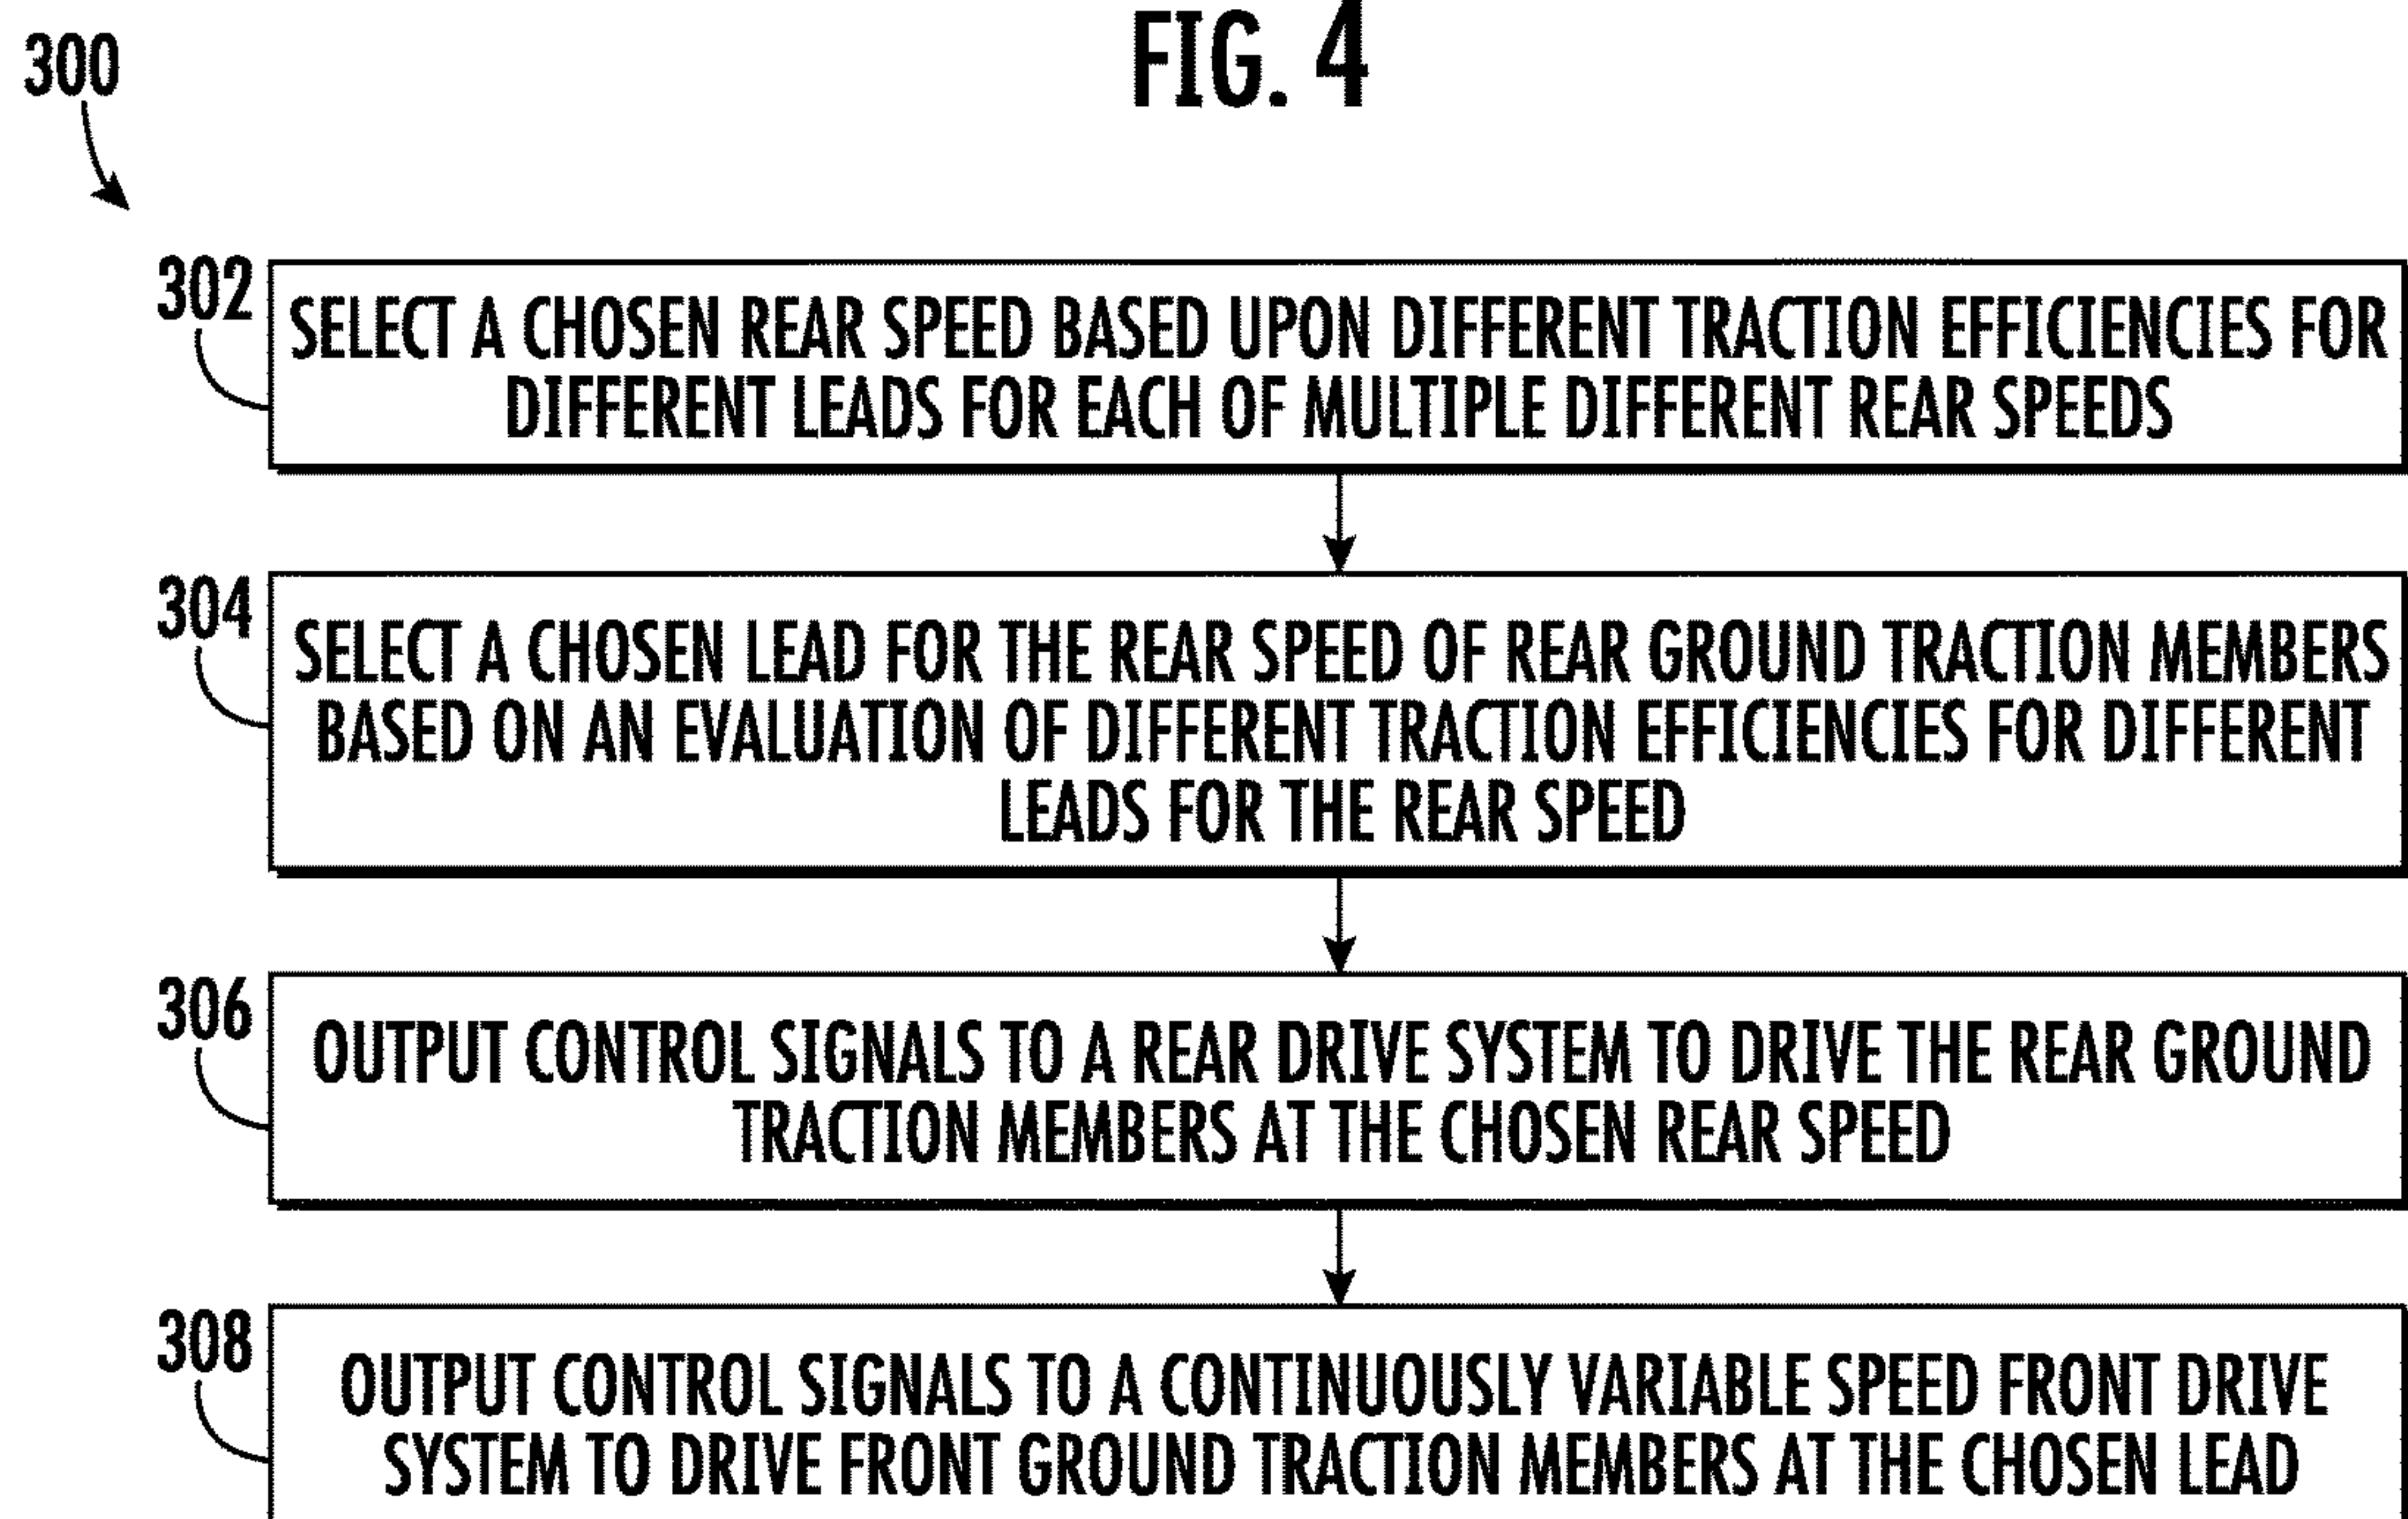 FIG. 4
300
302
SELECT A CHOSEN REAR SPEED BASED UPON DIFFERENT TRACTION EFFICIENCIES FOR
DIFFERENT LEADS FOR EACH OF MULTIPLE DIFFERENT REAR SPEEDS
304
SELECT A CHOSEN LEAD FOR THE REAR SPEED OF REAR GROUND TRACTION MEMBERS
BASED ON AN EVALUATION OF DIFFERENT TRACTION EFFICIENCIES FOR DIFFERENT
LEADS FOR THE REAR SPEED
306
OUTPUT CONTROL SIGNALS TO A REAR DRIVE SYSTEM TO DRIVE THE REAR GROUND
TRACTION MEMBERS AT THE CHOSEN REAR SPEED
308
OUTPUT CONTROL SIGNALS TO A CONTINUOUSLY VARIABLE SPEED FRONT DRIVE
SYSTEM TO DRIVE FRONT GROUND TRACTION MEMBERS AT THE CHOSEN LEAD